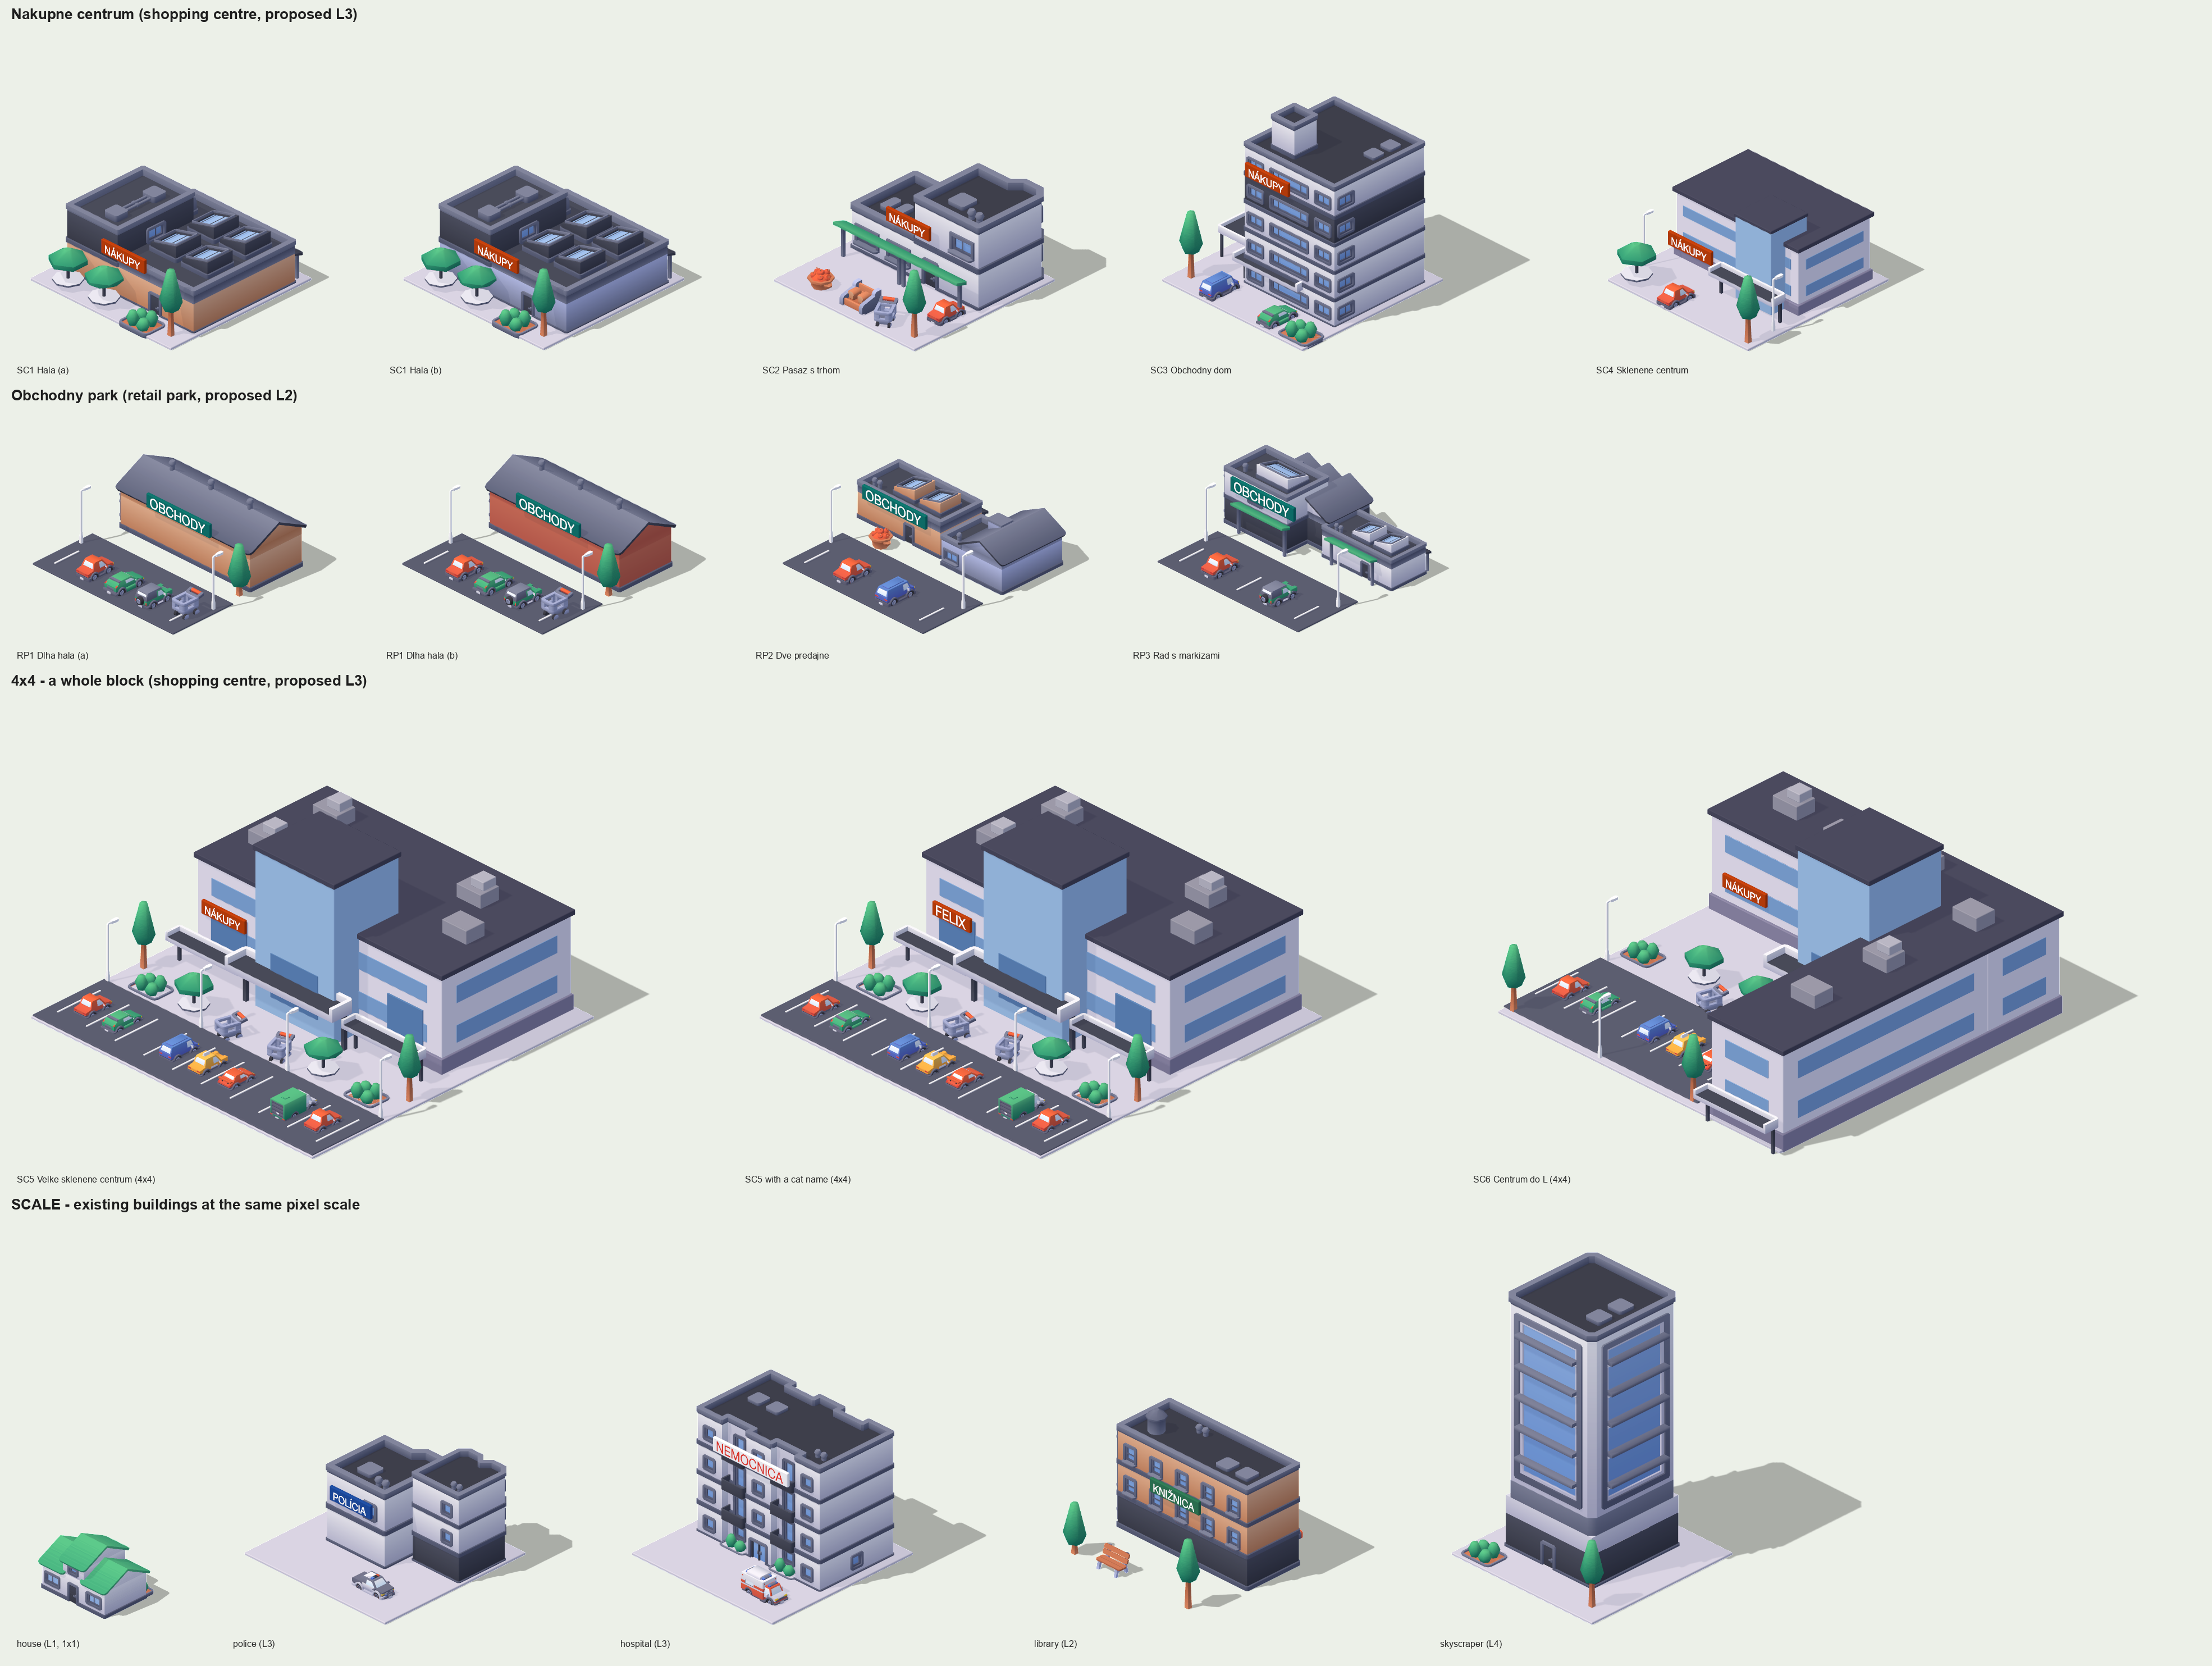 Nakupne centrum (shopping centre, proposed L3)
NÁKUPY
NÁKUPY
NÁKUPY
NÁKUPY
NÁKUPY
SC1 Hala (a)
SC1 Hala (b)
SC2 Pasaz s trhom
SC3 Obchodny dom
SC4 Sklenene centrum
Obchodny park (retail park, proposed L2)
OBCHODY
OBCHODY
OBCHODY
OBCHODY
RP1 Dlha hala (a)
RP1 Dlha hala (b)
RP2 Dve predajne
RP3 Rad s markizami
4x4 - a whole block (shopping centre, proposed L3)
NÁKUPY
FELIX
NÁKUPY
SC5 Velke sklenene centrum (4x4)
SC5 with a cat name (4x4)
SC6 Centrum do L (4x4)
SCALE - existing buildings at the same pixel scale
POLÍCIA
NEMOCNICA
KNIŽNICA
house (L1, 1x1)
police (L3)
hospital (L3)
library (L2)
skyscraper (L4)